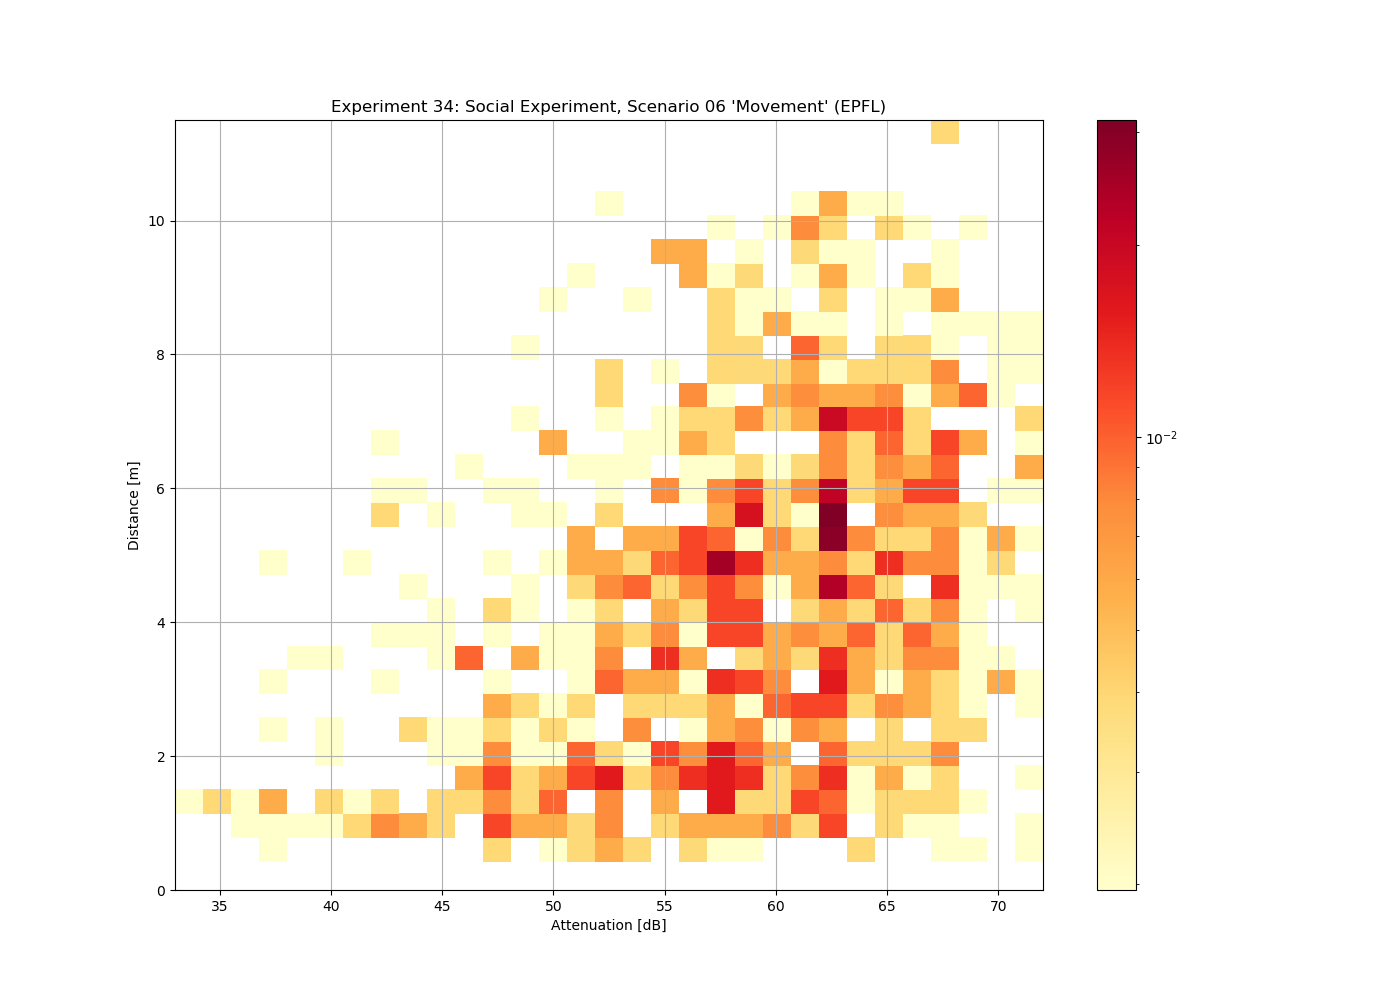 Experiment 34: Social Experiment, Scenario 06 'Movement' (EPFL)
10
8
6
4
2
0
Distance [m]
35 40 45 50 55 60 65 70
Attenuation [dB]
10⁻²